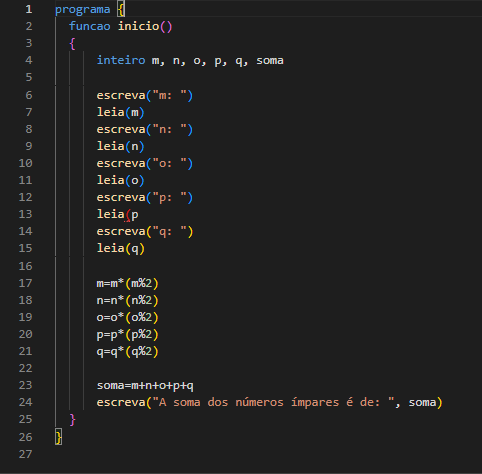 1 programa {
2 funcao inicio()
3 {
4 inteiro m, n, o, p, q, soma
5
6 escreva("m: ")
7 leia(m)
8 escreva("n: ")
9 leia(n)
10 escreva("o: ")
11 leia(o)
12 escreva("p: ")
13 leia(p
14 escreva("q: ")
15 leia(q)
16
17 m=m*(m%2)
18 n=n*(n%2)
19 o=o*(o%2)
20 p=p*(p%2)
21 q=q*(q%2)
22
23 soma=m+n+o+p+q
24 escreva("A soma dos números ímpares é de: ", soma)
25 }
26 }
27